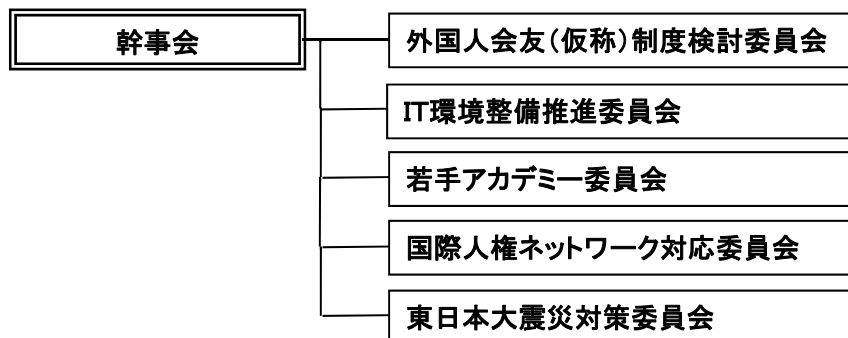 幹事会
外国人会友（仮称）制度検討委員会
IT環境整備推進委員会
若手アカデミー委員会
国際人権ネットワーク対応委員会
東日本大震災対策委員会